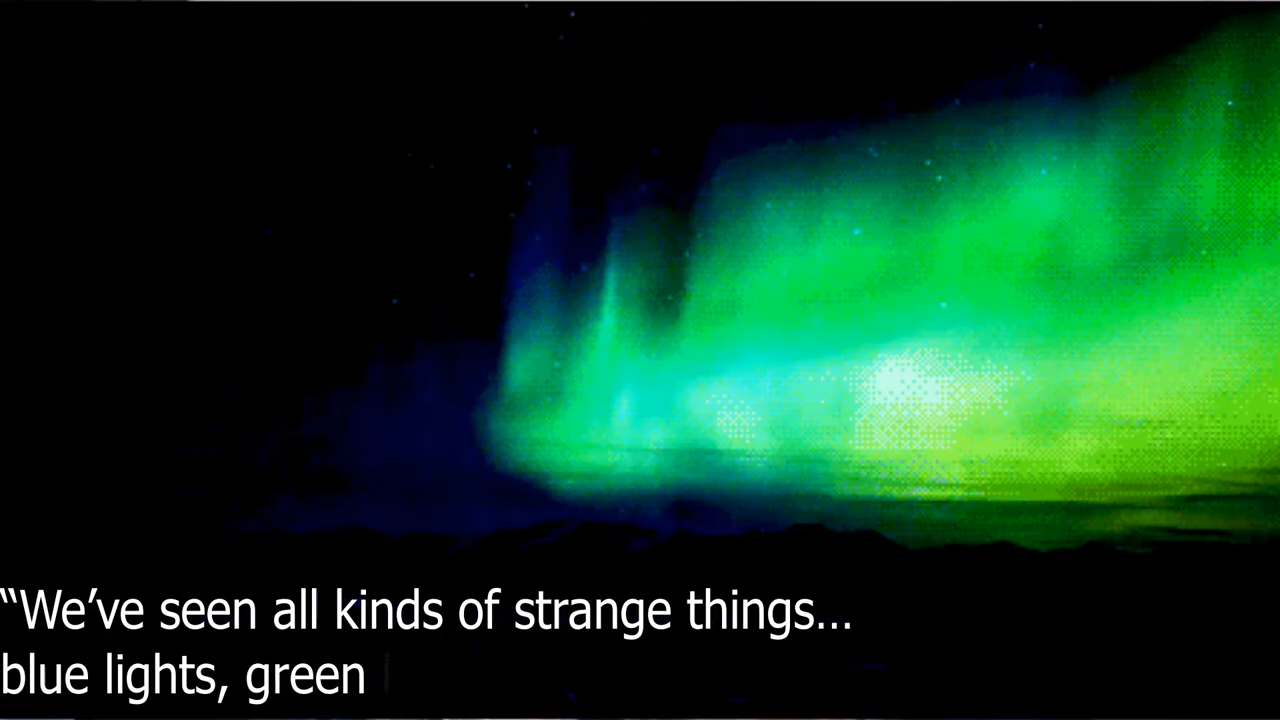 “We’ve seen all kinds of strange things...
blue lights, green